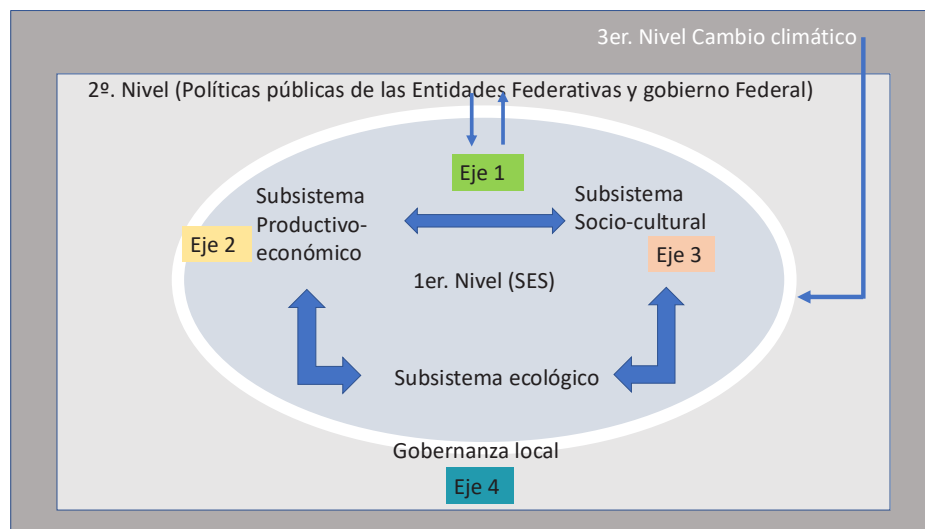 3er. Nivel Cambio climático
2º. Nivel (Políticas públicas de las Entidades Federativas y gobierno Federal)
Eje 1
Subsistema
Productivo-
económico
Eje 2
Subsistema
Socio-cultural
Eje 3
1er. Nivel (SES)
Subsistema ecológico
Gobernanza local
Eje 4